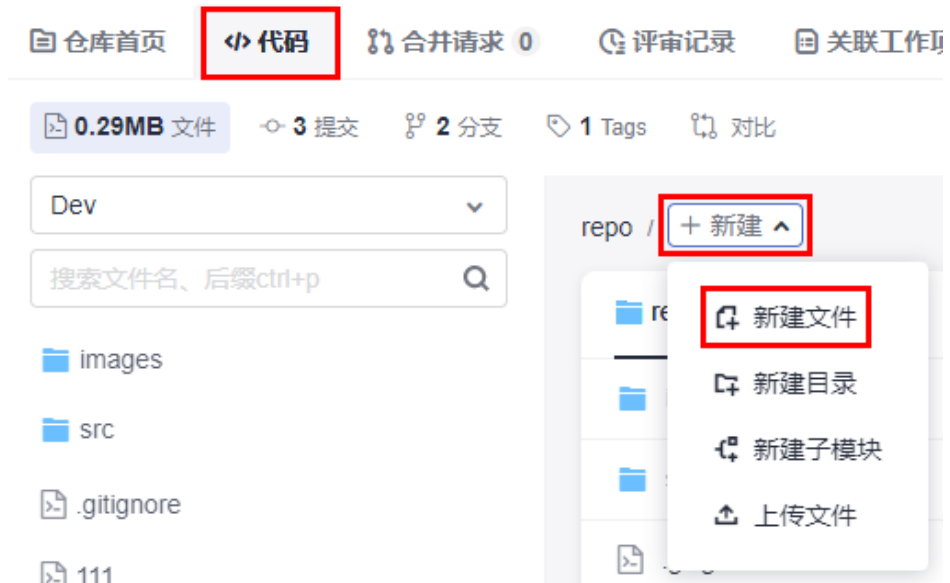 仓库首页 </> 代码 合并请求 0 评审记录 关联工作项
0.29MB 文件 3 提交 2 分支 1 Tags 对比
Dev
repo / + 新建
搜索文件名、后缀ctrl+p
re
新建文件
images
新建目录
src
新建子模块
.gitignore
上传文件
111